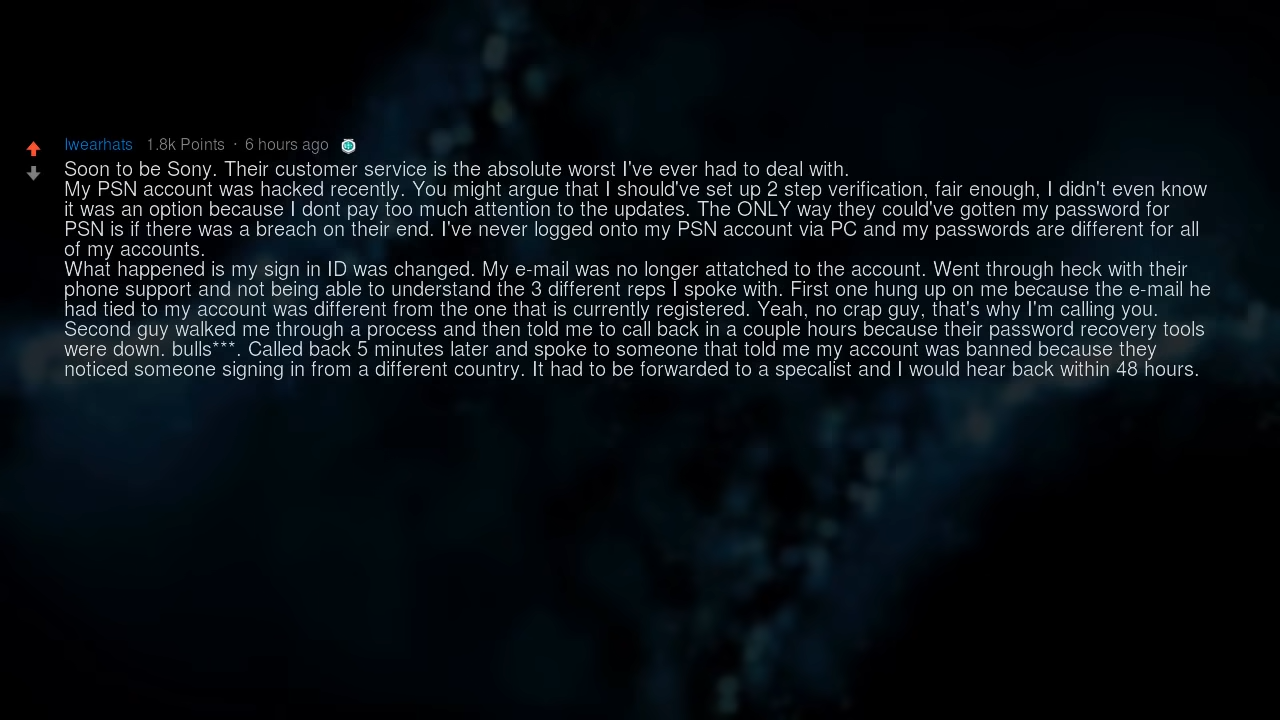 Iwearhats 1.8k Points · 6 hours ago
Soon to be Sony. Their customer service is the absolute worst I've ever had to deal with.
My PSN account was hacked recently. You might argue that I should've set up 2 step verification, fair enough, I didn't even know
it was an option because I dont pay too much attention to the updates. The ONLY way they could've gotten my password for
PSN is if there was a breach on their end. I've never logged onto my PSN account via PC and my passwords are different for all
of my accounts.
What happened is my sign in ID was changed. My e-mail was no longer attatched to the account. Went through heck with their
phone support and not being able to understand the 3 different reps I spoke with. First one hung up on me because the e-mail he
had tied to my account was different from the one that is currently registered. Yeah, no crap guy, that's why I'm calling you.
Second guy walked me through a process and then told me to call back in a couple hours because their password recovery tools
were down. bulls***. Called back 5 minutes later and spoke to someone that told me my account was banned because they
noticed someone signing in from a different country. It had to be forwarded to a specalist and I would hear back within 48 hours.